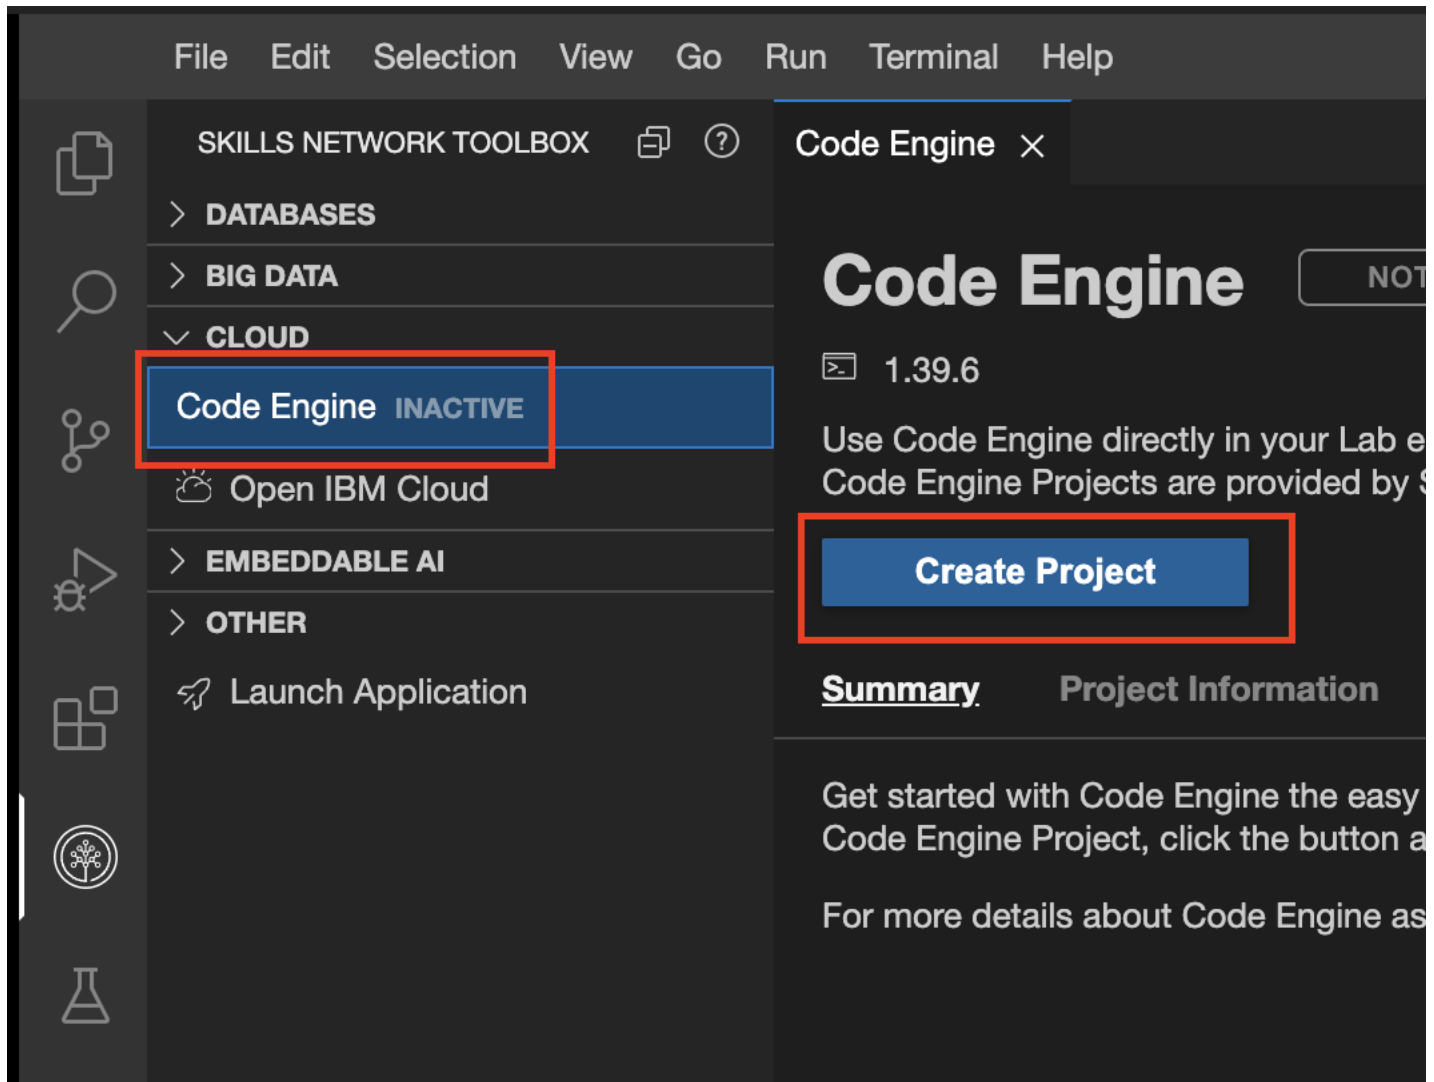 File Edit Selection View Go Run Terminal Help
SKILLS NETWORK TOOLBOX
DATABASES
BIG DATA
CLOUD
Code Engine INACTIVE
Open IBM Cloud
EMBEDDABLE AI
OTHER
Launch Application
Code Engine
Code Engine NOT
1.39.6
Use Code Engine directly in your Lab e
Code Engine Projects are provided by S
Create Project
Summary Project Information
Get started with Code Engine the easy
Code Engine Project, click the button a
For more details about Code Engine as